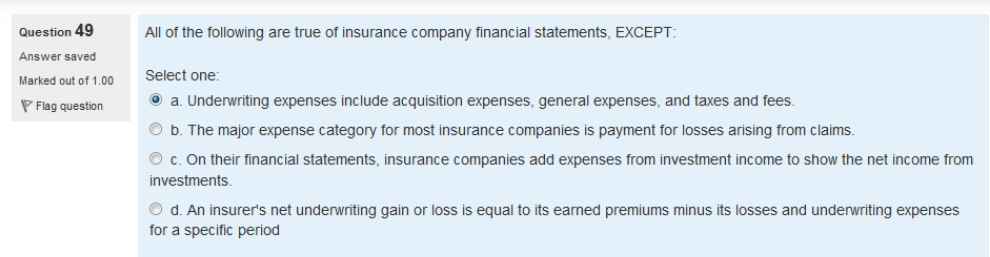 Question 49
Answer saved
Marked out of 1.00
Flag question
All of the following are true of insurance company financial statements, EXCEPT:
Select one:
a. Underwriting expenses include acquisition expenses, general expenses, and taxes and fees.
b. The major expense category for most insurance companies is payment for losses arising from claims.
c. On their financial statements, insurance companies add expenses from investment income to show the net income from
investments.
d. An insurer's net underwriting gain or loss is equal to its earned premiums minus its losses and underwriting expenses
for a specific period